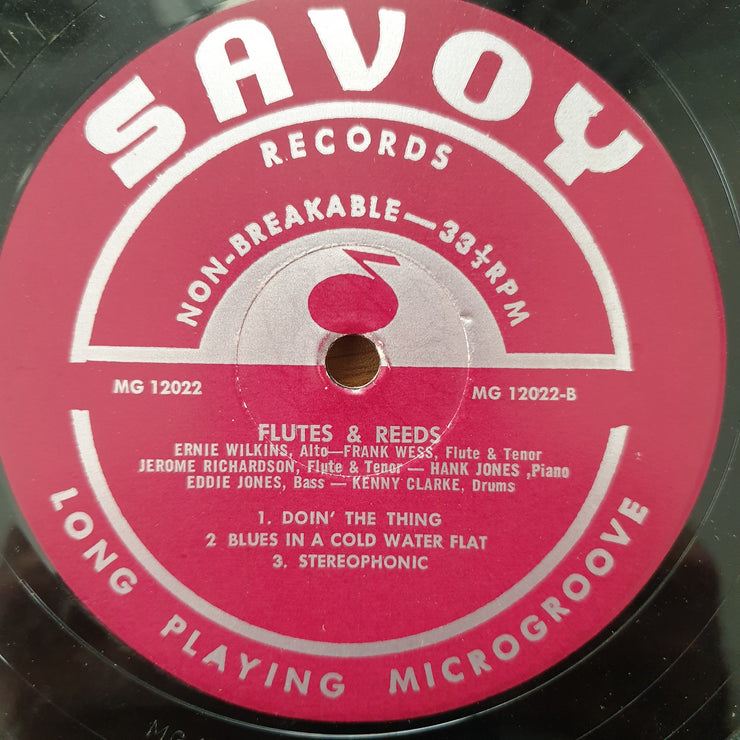 SAVOY
RECORDS
NON-BREAKABLE—33⅓RPM
MG 12022
MG 12022-B
FLUTES & REEDS
ERNIE WILKINS, Alto—FRANK WESS, Flute & Tenor
JEROME RICHARDSON, Flute & Tenor — HANK JONES ,Piano
EDDIE JONES, Bass — KENNY CLARKE, Drums
1. DOIN' THE THING
2 BLUES IN A COLD WATER FLAT
3. STEREOPHONIC
LONG PLAYING MICROGROOVE